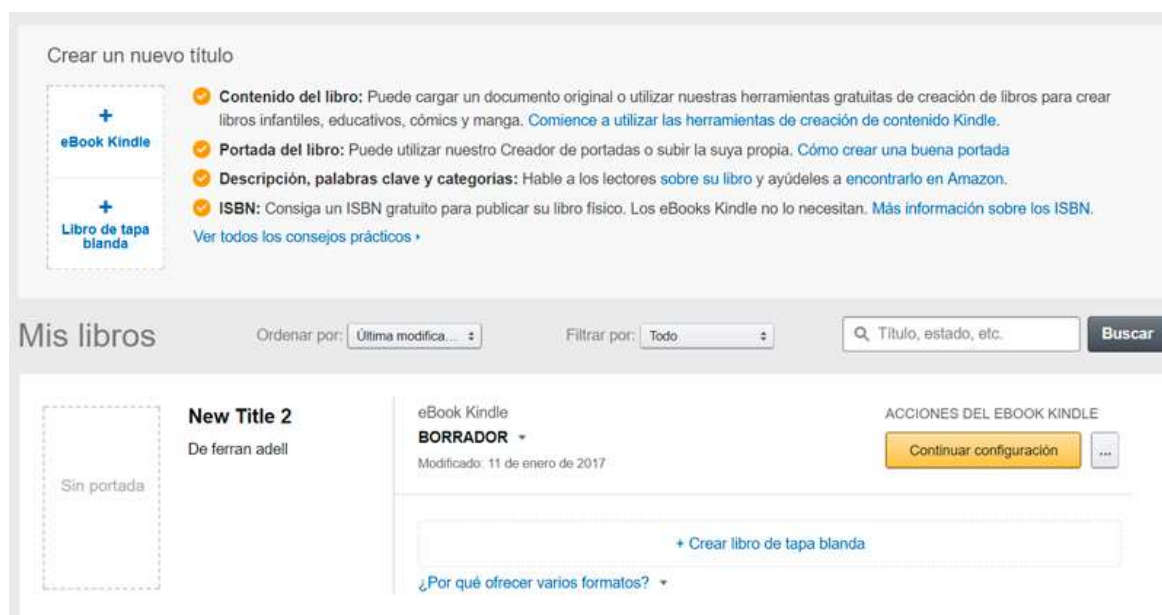 Crear un nuevo título
+
eBook Kindle
+
Libro de tapa
blanda
Contenido del libro: Puede cargar un documento original o utilizar nuestras herramientas gratuitas de creación de libros para crear
libros infantiles, educativos, cómics y manga. Comience a utilizar las herramientas de creación de contenido Kindle.
Portada del libro: Puede utilizar nuestro Creador de portadas o subir la suya propia. Cómo crear una buena portada
Descripción, palabras clave y categorías: Hable a los lectores sobre su libro y ayúdeles a encontrarlo en Amazon.
ISBN: Consiga un ISBN gratuito para publicar su libro físico. Los eBooks Kindle no lo necesitan. Más información sobre los ISBN.
Ver todos los consejos prácticos ›
Mis libros
Ordenar por: Última modifica...
Filtrar por: Todo
Título, estado, etc.
Buscar
Sin portada
New Title 2
De ferran adell
eBook Kindle
BORRADOR
Modificado: 11 de enero de 2017
ACCIONES DEL EBOOK KINDLE
Continuar configuración
...
+ Crear libro de tapa blanda
¿Por qué ofrecer varios formatos?